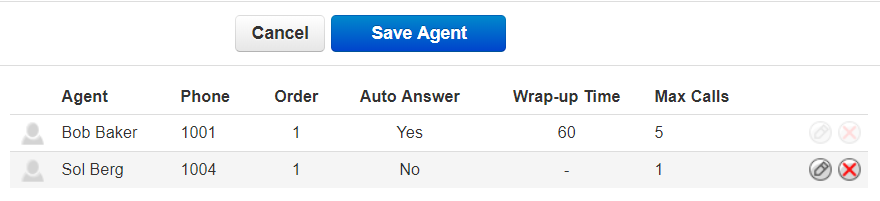 Cancel Save Agent
Agent Phone Order Auto Answer Wrap-up Time Max Calls
Bob Baker 1001 1 Yes 60 5
Sol Berg 1004 1 No - 1